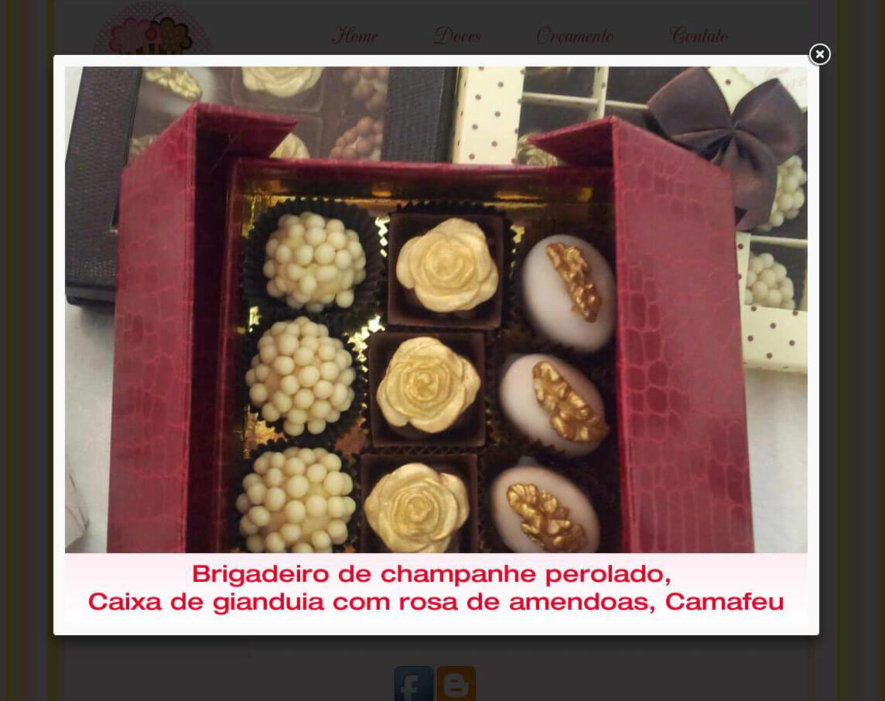 Home Doces Orçamento Contato
Brigadeiro de champanhe perolado,
Caixa de gianduia com rosa de amendoas, Camafeu